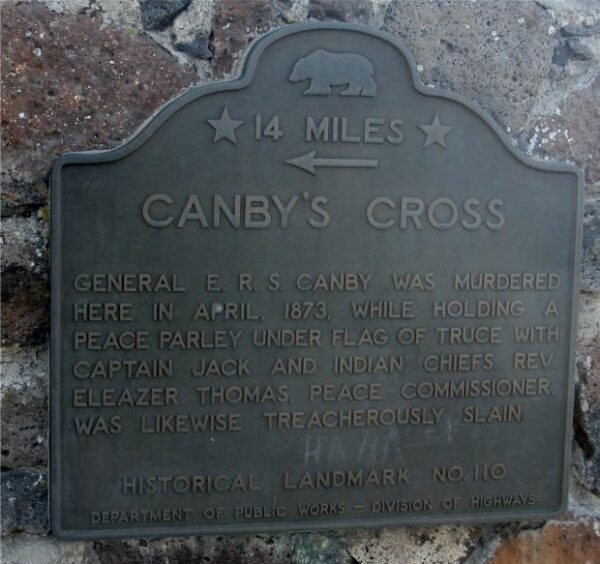 14 MILES
CANBY'S CROSS
GENERAL E. R. S. CANBY WAS MURDERED
HERE IN APRIL, 1873, WHILE HOLDING A
PEACE PARLEY UNDER FLAG OF TRUCE WITH
CAPTAIN JACK AND INDIAN CHIEFS. REV.
ELEAZER THOMAS, PEACE COMMISSIONER,
WAS LIKEWISE TREACHEROUSLY SLAIN.
HA HA
HISTORICAL LANDMARK NO. 110
DEPARTMENT OF PUBLIC WORKS — DIVISION OF HIGHWAYS